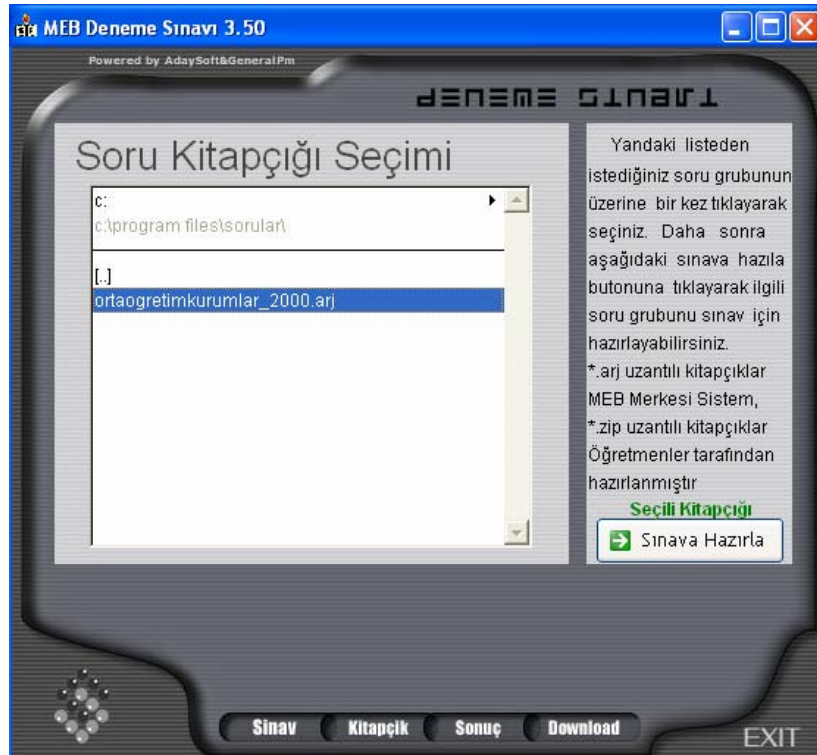 MEB Deneme Sınavı 3.50
Powered by AdaySoft&GeneralPm
DENEME SINAVI
Soru Kitapçığı Seçimi
c:
c:\program files\sorular\
[..]
ortaogretimkurumlar_2000.arj
Yandaki listeden
istediğiniz soru grubunun
üzerine bir kez tıklayarak
seçiniz. Daha sonra
aşağıdaki sınava hazıla
butonuna tıklayarak ilgili
soru grubunu sınav için
hazırlayabilirsiniz.
*.arj uzantılı kitapçıklar
MEB Merkesi Sistem,
*.zip uzantılı kitapçıklar
Öğretmenler tarafından
hazırlanmıştır
Seçili Kitapçığı
Sınava Hazırla
Sinav Kitapçik Sonuç Download
EXIT